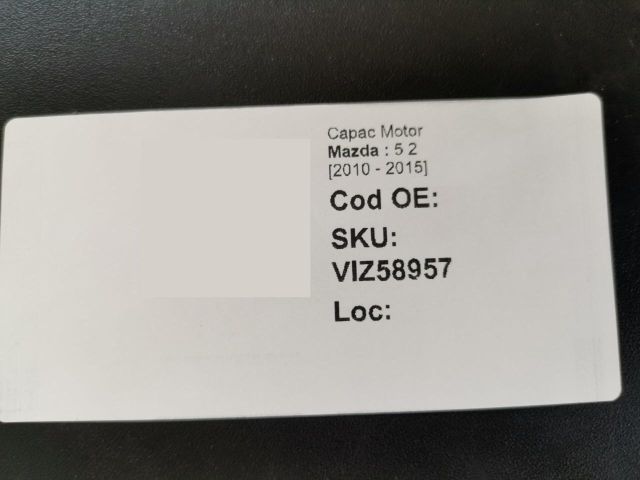 Capac Motor
Mazda : 5 2
[2010 - 2015]
Cod OE:
SKU:
VIZ58957
Loc: